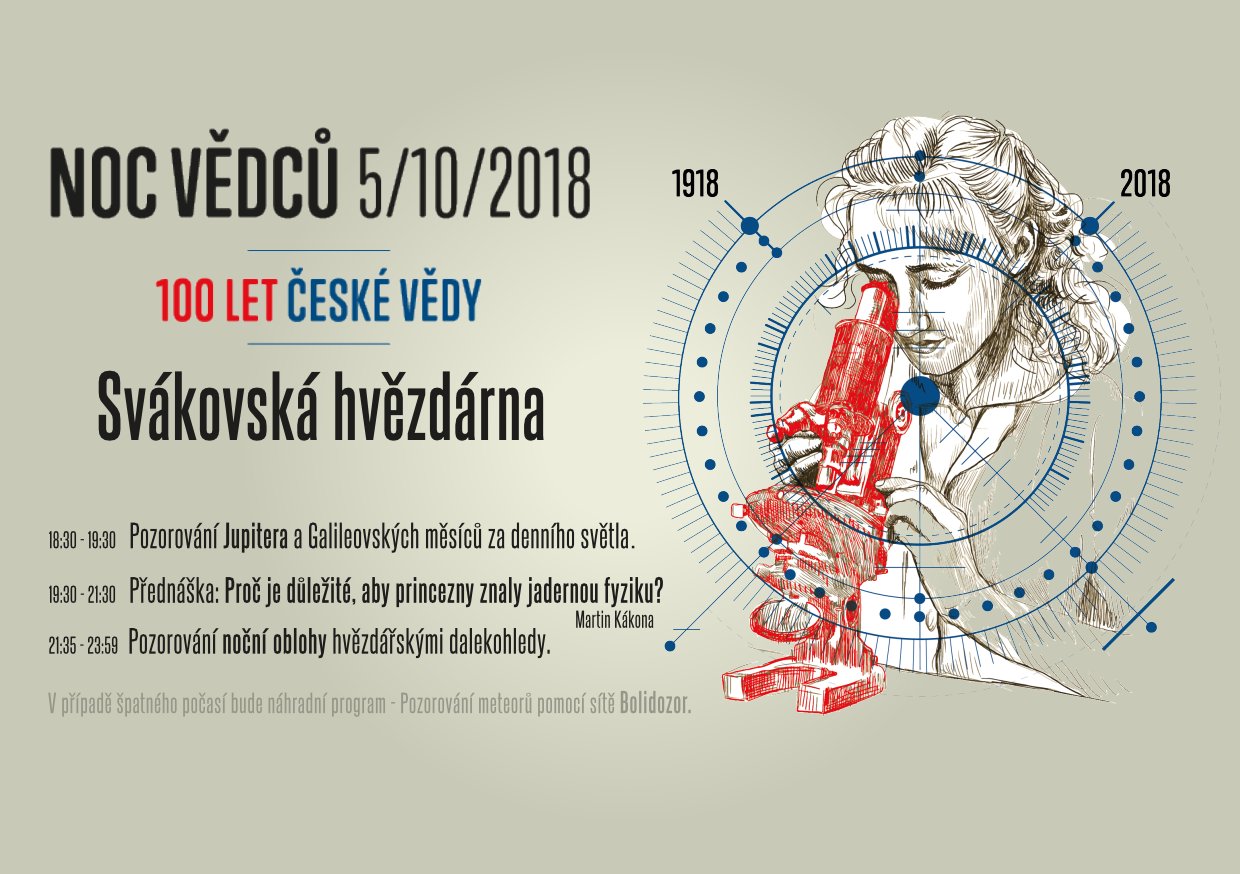 NOC VĚDCŮ 5/10/2018
100 LET ČESKÉ VĚDY
Svákovská hvězdárna
18:30 - 19:30 Pozorování Jupitera a Galileovských měsíců za denního světla.
19:30 - 21:30 Přednáška: Proč je důležité, aby princezny znaly jadernou fyziku?
Martin Kákona
21:35 - 23:59 Pozorování noční oblohy hvězdářskými dalekohledy.
V případě špatného počasí bude náhradní program - Pozorování meteorů pomocí sítě Bolidozor.
1918
2018